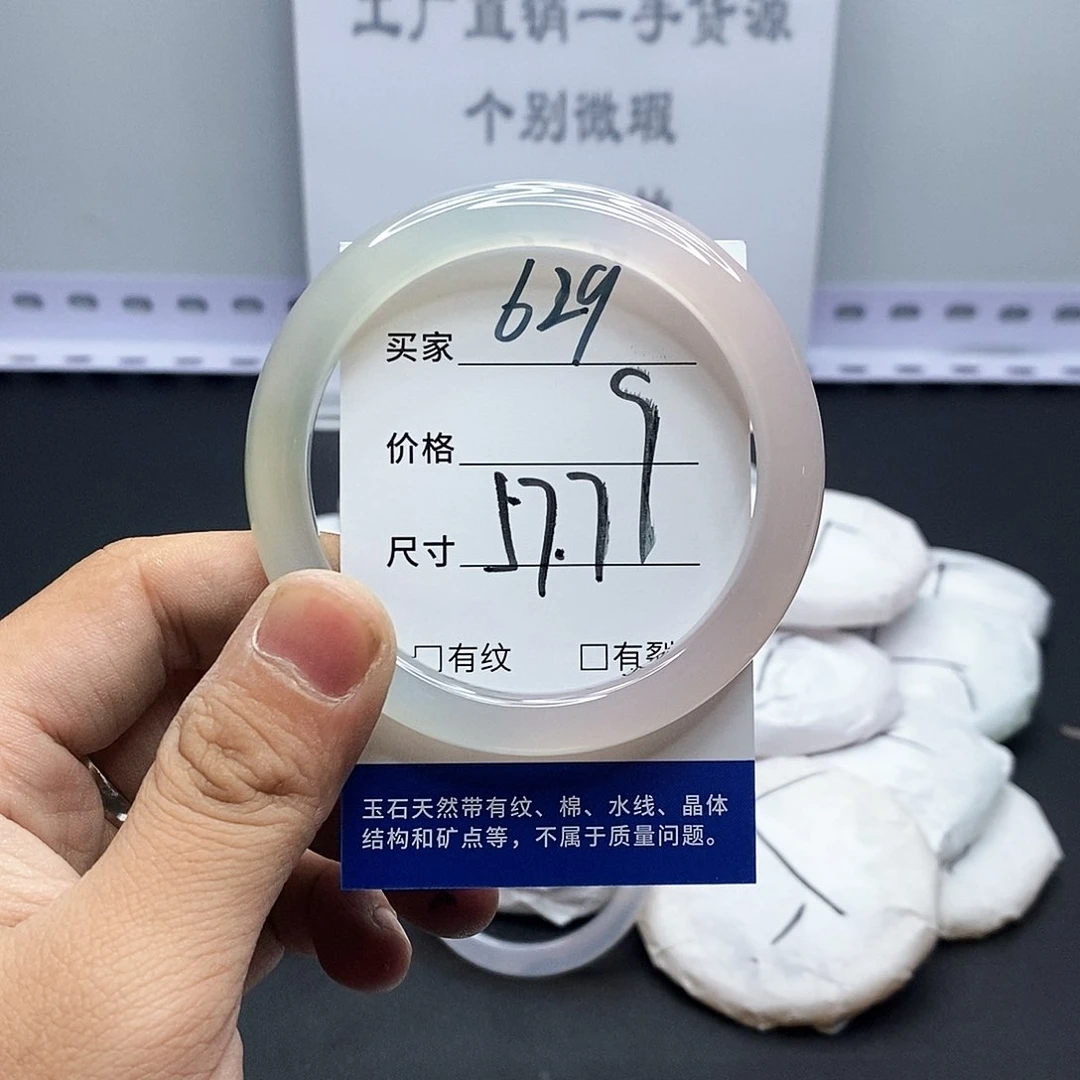 工厂直销一手货源
个别微瑕
买家 629
价格
尺寸 57.7
□有纹 □有裂
玉石天然带有纹、棉、水线、晶体
结构和矿点等，不属于质量问题。